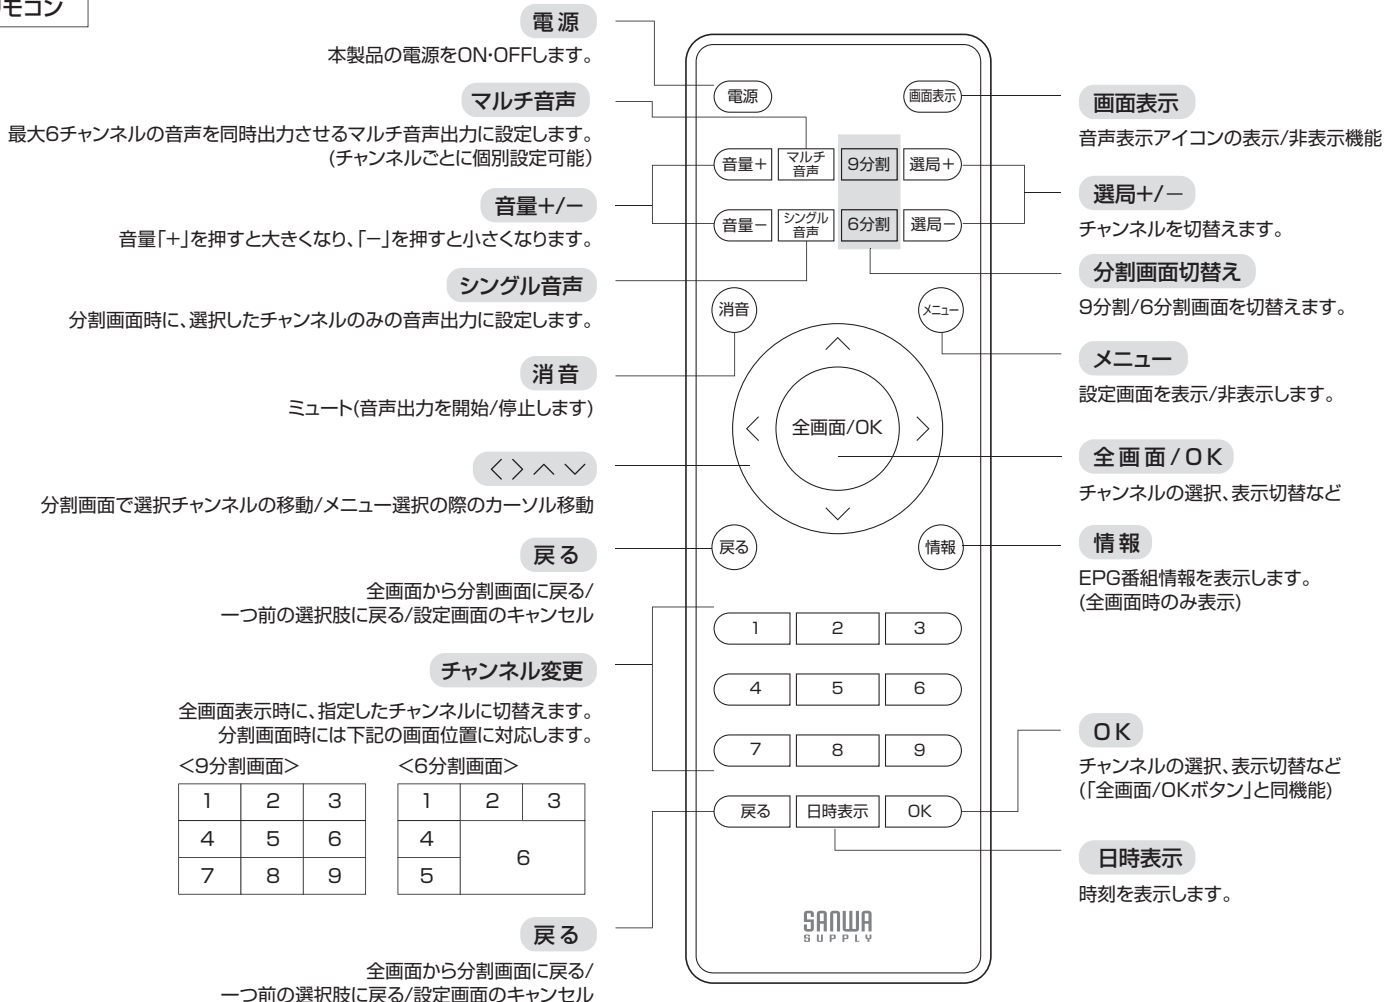 リモコン
電源
本製品の電源をON・OFFします。
マルチ音声
最大6チャンネルの音声を同時出力させるマルチ音声出力に設定します。
(チャンネルごとに個別設定可能)
音量+/−
音量「+」を押すと大きくなり、「−」を押すと小さくなります。
シングル音声
分割画面時に、選択したチャンネルのみの音声出力に設定します。
消音
ミュート(音声出力を開始/停止します)
〈 〉 ︿ ﹀
分割画面で選択チャンネルの移動/メニュー選択の際のカーソル移動
戻る
全画面から分割画面に戻る/
一つ前の選択肢に戻る/設定画面のキャンセル
チャンネル変更
全画面表示時に、指定したチャンネルに切替えます。
分割画面時には下記の画面位置に対応します。
<9分割画面>
1 2 3
4 5 6
7 8 9
<6分割画面>
1 2 3
4
6
5
戻る
全画面から分割画面に戻る/
一つ前の選択肢に戻る/設定画面のキャンセル
電源 画面表示
音量+ マルチ音声 9分割 選局+
音量− シングル音声 6分割 選局−
消音 メニュー
全画面/OK
戻る 情報
1 2 3
4 5 6
7 8 9
戻る 日時表示 OK
SANWA
SUPPLY
画面表示
音声表示アイコンの表示/非表示機能
選局+/−
チャンネルを切替えます。
分割画面切替え
9分割/6分割画面を切替えます。
メニュー
設定画面を表示/非表示します。
全画面/OK
チャンネルの選択、表示切替など
情報
EPG番組情報を表示します。
(全画面時のみ表示)
OK
チャンネルの選択、表示切替など
(「全画面/OKボタン」と同機能)
日時表示
時刻を表示します。